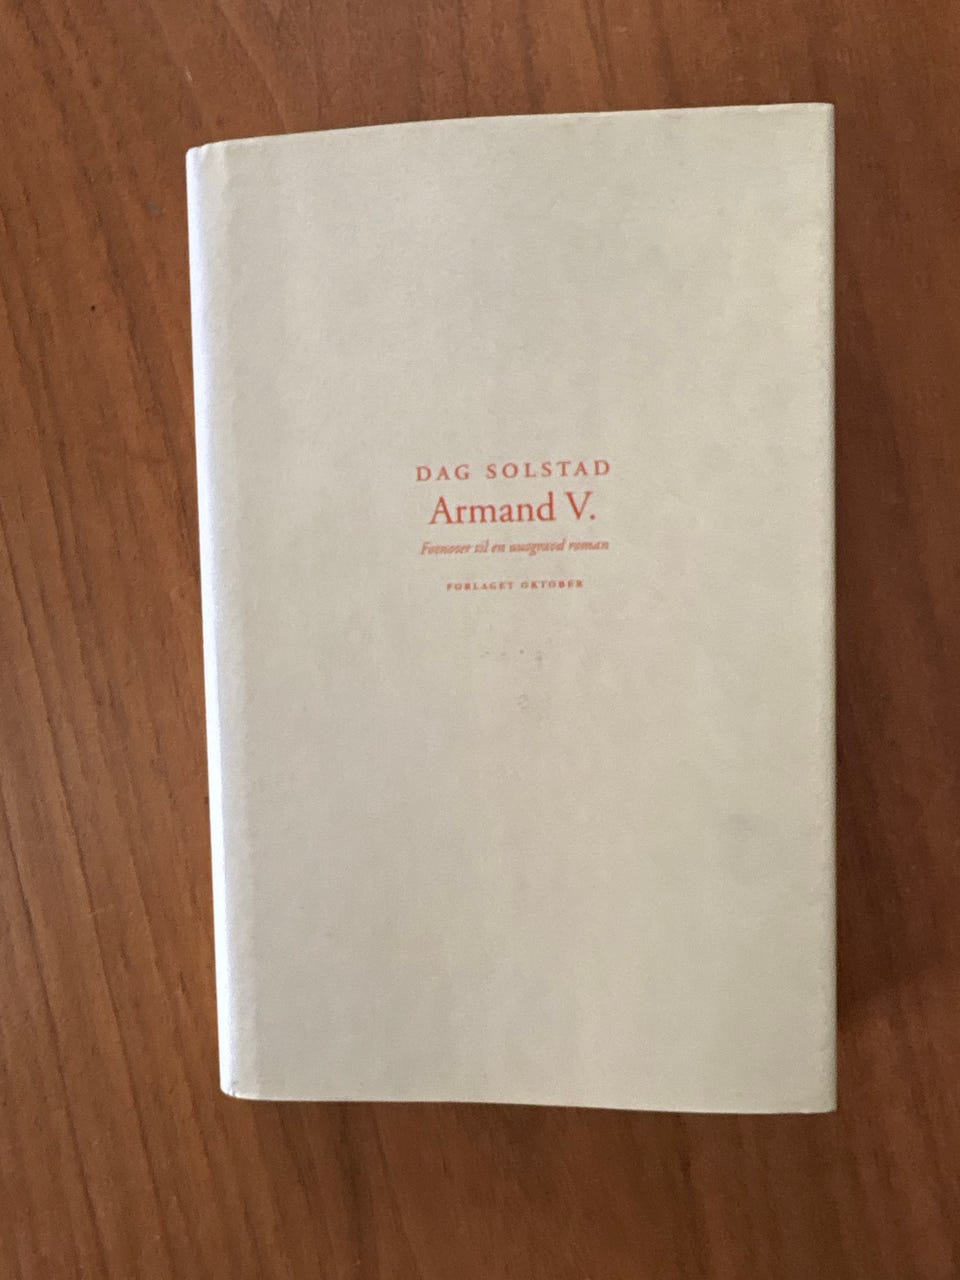 DAG SOLSTAD
Armand V.
Fotnoter til en uutgravd roman
FORLAGET OKTOBER